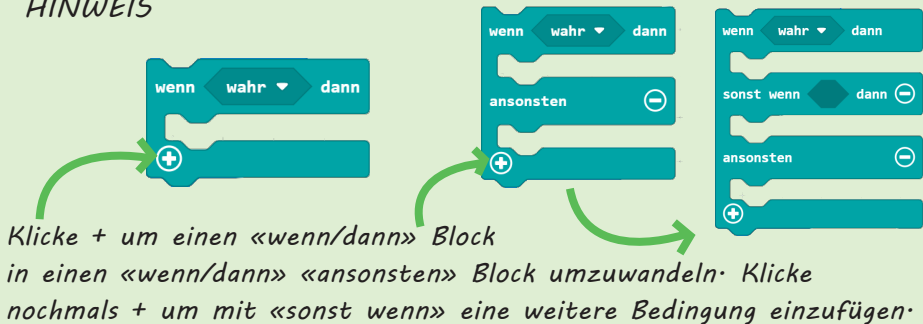 HINWEIS
wenn wahr dann
wenn wahr dann
ansonsten
wenn wahr dann
sonst wenn dann
ansonsten
Klicke + um einen «wenn/dann» Block
in einen «wenn/dann» «ansonsten» Block umzuwandeln. Klicke
nochmals + um mit «sonst wenn» eine weitere Bedingung einzufügen.